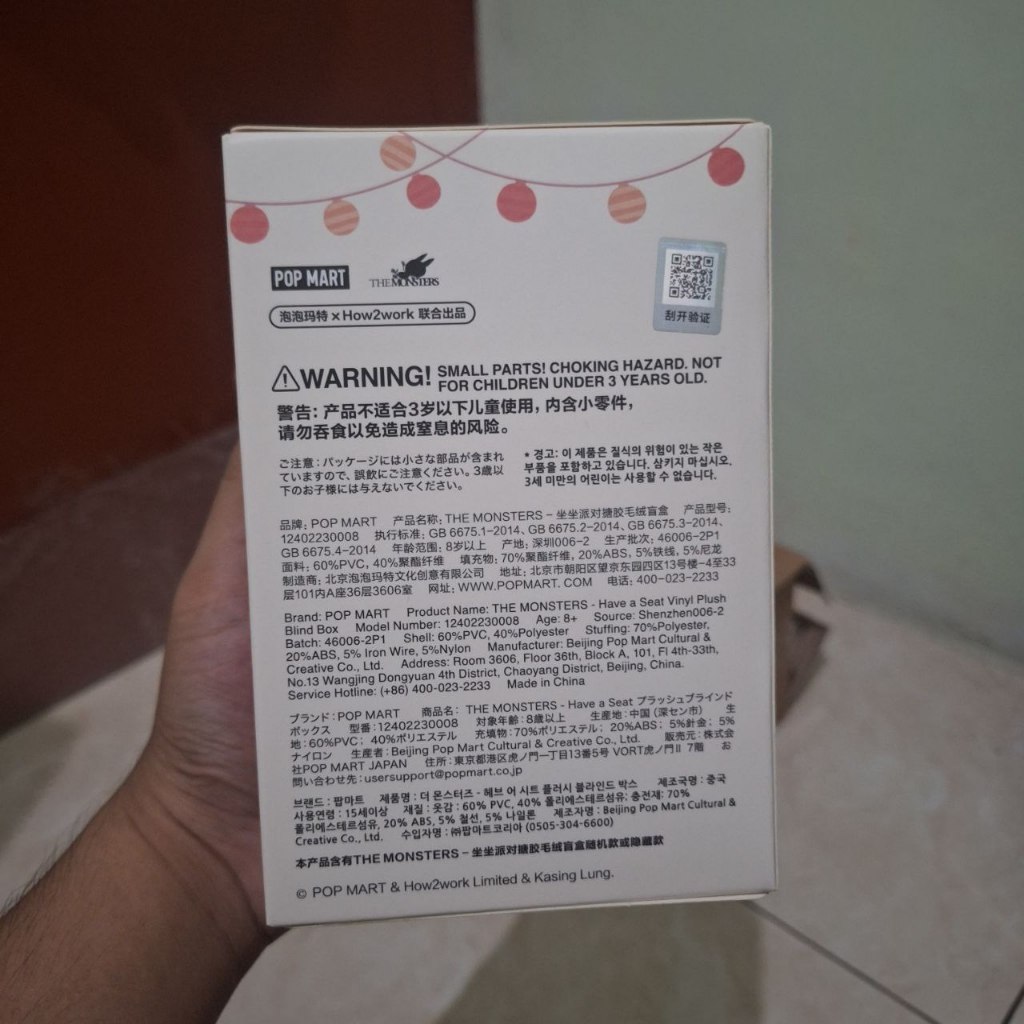 POP MART
THE MONSTERS
泡泡玛特 x How2work 联合出品
刮开验证
WARNING! SMALL PARTS! CHOKING HAZARD. NOT
FOR CHILDREN UNDER 3 YEARS OLD.
警告: 产品不适合3岁以下儿童使用, 内含小零件,
请勿吞食以免造成窒息的风险。
ご注意:パッケージには小さな部品が含まれ
ていますので、誤飲にご注意ください。3歳以
下のお子様には与えないでください。
* 경고: 이 제품은 질식의 위험이 있는 작은
부품을 포함하고 있습니다. 삼키지 마십시오.
3세 미만의 어린이는 사용할 수 없습니다.
品牌: POP MART 产品名称: THE MONSTERS - 坐坐派对搪胶毛绒盲盒 产品型号:
12402230008 执行标准: GB 6675.1-2014、GB 6675.2-2014、GB 6675.3-2014、
GB 6675.4-2014 年龄范围: 8岁以上 产地: 深圳006-2 生产批次: 46006-2P1
面料: 60%PVC, 40%聚酯纤维 填充物: 70%聚酯纤维, 20%ABS, 5%铁线, 5%尼龙
制造商: 北京泡泡玛特文化创意有限公司 地址: 北京市朝阳区望京东园四区13号楼-4至33
层101内A座36层3606室 网址: WWW.POPMART.COM 电话: 400-023-2233
Brand: POP MART Product Name: THE MONSTERS - Have a Seat Vinyl Plush
Blind Box Model Number: 12402230008 Age: 8+ Source: Shenzhen006-2
Batch: 46006-2P1 Shell: 60%PVC, 40%Polyester Stuffing: 70%Polyester,
20%ABS, 5% Iron Wire, 5%Nylon Manufacturer: Beijing Pop Mart Cultural &
Creative Co., Ltd. Address: Room 3606, Floor 36th, Block A, 101, Fl 4th-33th,
No.13 Wangjing Dongyuan 4th District, Chaoyang District, Beijing, China.
Service Hotline: (+86) 400-023-2233 Made in China
ブランド:POP MART 商品名: THE MONSTERS - Have a Seat プラッシュブラインド
ボックス 型番:12402230008 対象年齢:8歳以上 生産地:中国 (深セン市) 生
地:60%PVC; 40%ポリエステル 充填物:70%ポリエステル; 20%ABS; 5%針金; 5%
ナイロン 生産者:Beijing Pop Mart Cultural & Creative Co., Ltd. 販売元:株式会
社POP MART JAPAN 住所:東京都港区虎ノ門一丁目13番5号 VORT虎ノ門II 7階 お
問い合わせ先:usersupport@popmart.co.jp
브랜드 : 팝마트 제품명 : 더 몬스터즈 - 헤브 어 시트 플러시 블라인드 박스 제조국명 : 중국
사용연령 : 15세이상 재질 : 옷감 : 60% PVC, 40% 폴리에스테르섬유; 충전재: 70%
폴리에스테르섬유, 20% ABS, 5% 철선, 5% 나일론 제조자명 : Beijing Pop Mart Cultural &
Creative Co., Ltd. 수입자명 : ㈜팝마트코리아 (0505-304-6600)
本产品含有THE MONSTERS - 坐坐派对搪胶毛绒盲盒随机款或隐藏款
© POP MART & How2work Limited & Kasing Lung.